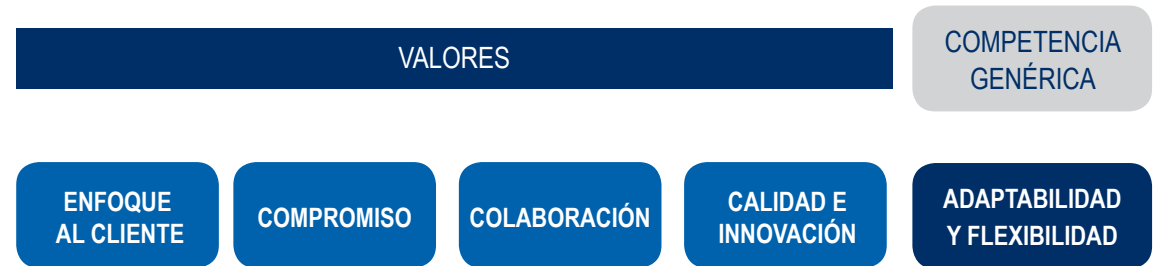 VALORES
COMPETENCIA
GENÉRICA
ENFOQUE
AL CLIENTE
COMPROMISO
COLABORACIÓN
CALIDAD E
INNOVACIÓN
ADAPTABILIDAD
Y FLEXIBILIDAD